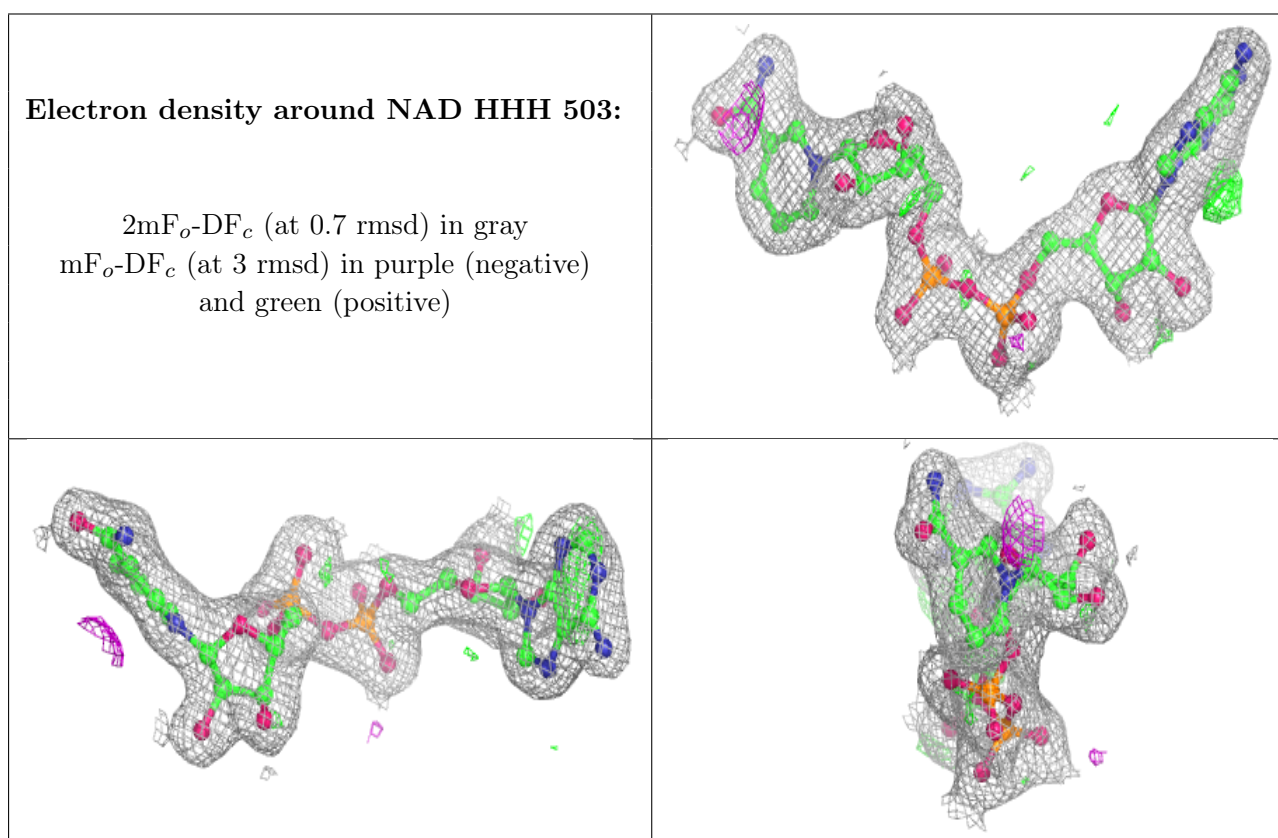 Electron density around NAD HHH 503:
2mFo-DFc (at 0.7 rmsd) in gray
mFo-DFc (at 3 rmsd) in purple (negative)
and green (positive)